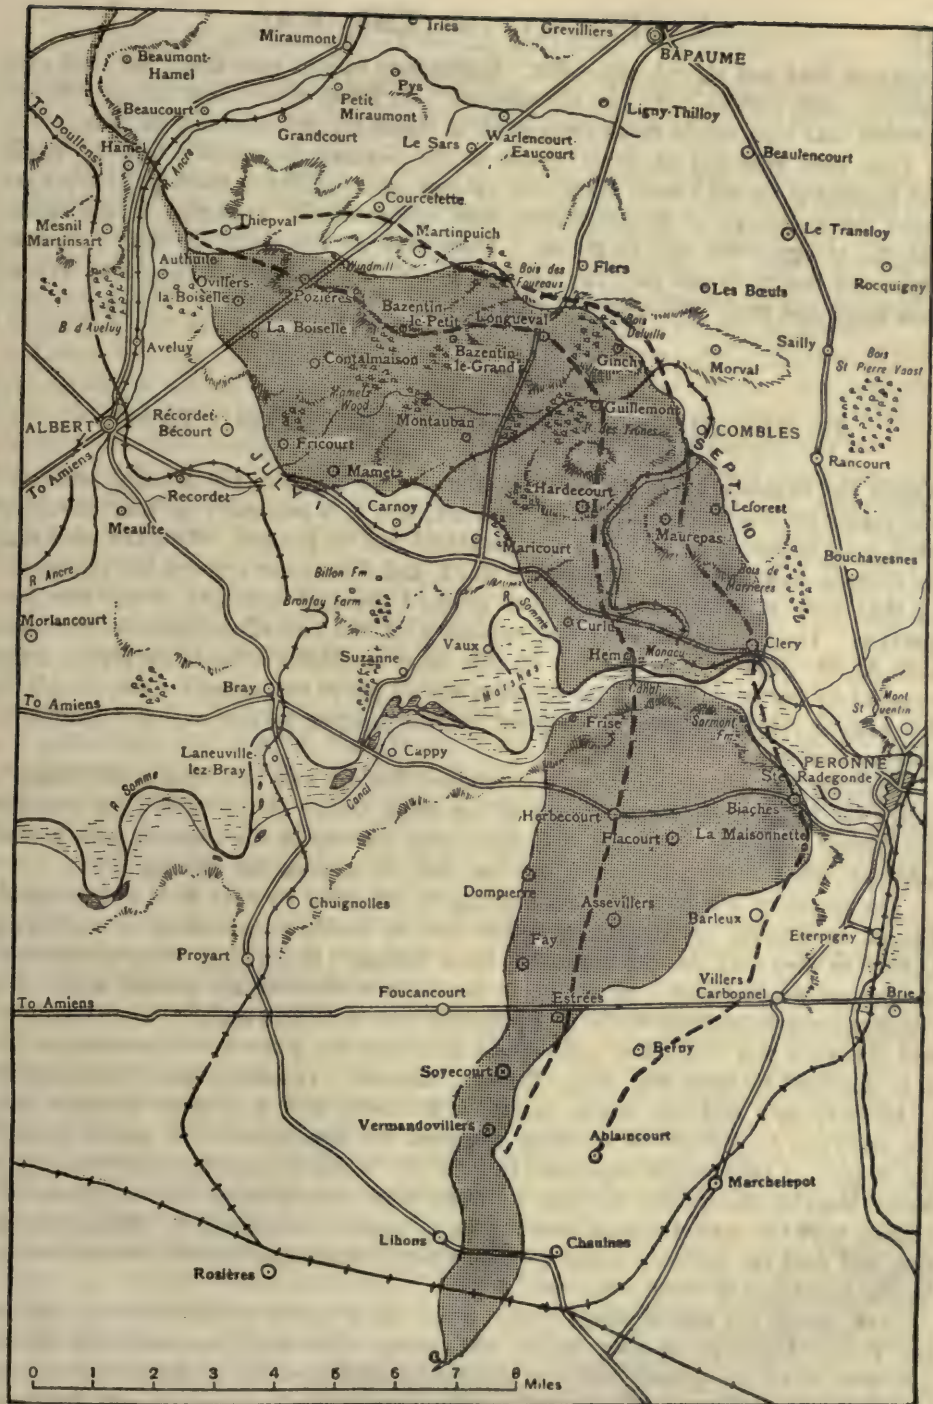 Irles
Grevilliers
Miraumont
BAPAUME
Beaumont-
Hamel
Pys
Petit
Miraumont
Ligny-Thilloy
To Doullens
Beaucourt
Grandcourt
Le Sars
Warlencourt-
Eaucourt
Beaulencourt
Hamel
R. Ancre
Courcelette
Thiepval
Martinpuich
Mesnil
Martinsart
Le Transloy
Authuile
Windmill
Bois des
Foureaux
Flers
Rocquigny
Ovillers-
la-Boiselle
Pozières
Les Bœufs
Bazentin-
le-Petit
Longueval
Bois
Delville
B d'Aveluy
La Boiselle
Aveluy
Contalmaison
Bazentin
le-Grand
Ginchy
Morval
Sailly
Bois
St Pierre Vaast
Mametz
Wood
Guillemont
Montauban
ALBERT
Récordet-
Bécourt
Fricourt
COMBLES
To Amiens
Mametz
JULY
1
SEPT.
10
Rancourt
Recordet
Hardecourt
Leforest
Meaulte
Carnoy
Maurepas
Maricourt
Bouchavesnes
R. Ancre
Billon Fm
Bronfay Farm
Bois de
Marrières
Morlancourt
R. Somme
Curlu
Suzanne
Vaux
Clery
Hem
Monacu
Bray
Marshes
Canal
To Amiens
Mont
St Quentin
Frise
Sormont
Fm
Laneuville-
lez-Bray
Cappy
PERONNE
Ste
Radegonde
R. Somme
Canal
Herbécourt
Biaches
Flacourt
La Maisonnette
Dompierre
Chuignolles
Assevillers
Barleux
Eterpigny
Proyart
Fay
Villers
Carbonnel
To Amiens
Foucancourt
Estrées
Brie
Berny
Soyecourt
Vermandovillers
Ablaincourt
Marchelepot
Lihons
Chaulnes
Rosières
0 1 2 3 4 5 6 7 8
Miles